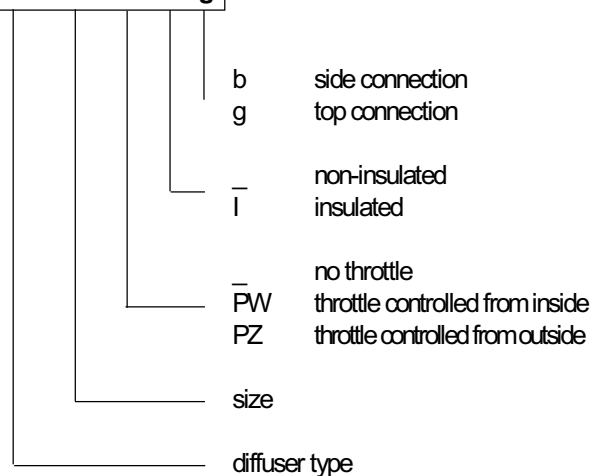 g
b side connection
g top connection
_ non-insulated
I insulated
_ no throttle
PW throttle controlled from inside
PZ throttle controlled from outside
size
diffuser type